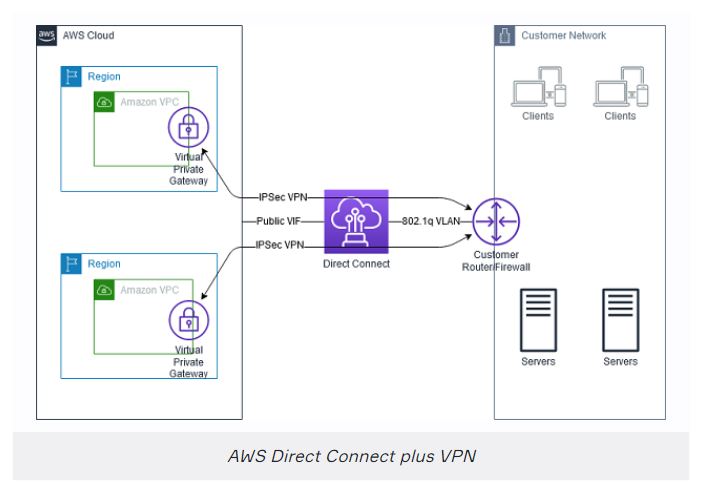 aws
AWS Cloud
Region
Amazon VPC
Virtual
Private
Gateway
Region
Amazon VPC
Virtual
Private
Gateway
IPSec VPN
Public VIF
IPSec VPN
Direct Connect
802.1q VLAN
Customer Network
Clients
Clients
Customer
Router/Firewall
Servers
Servers
AWS Direct Connect plus VPN